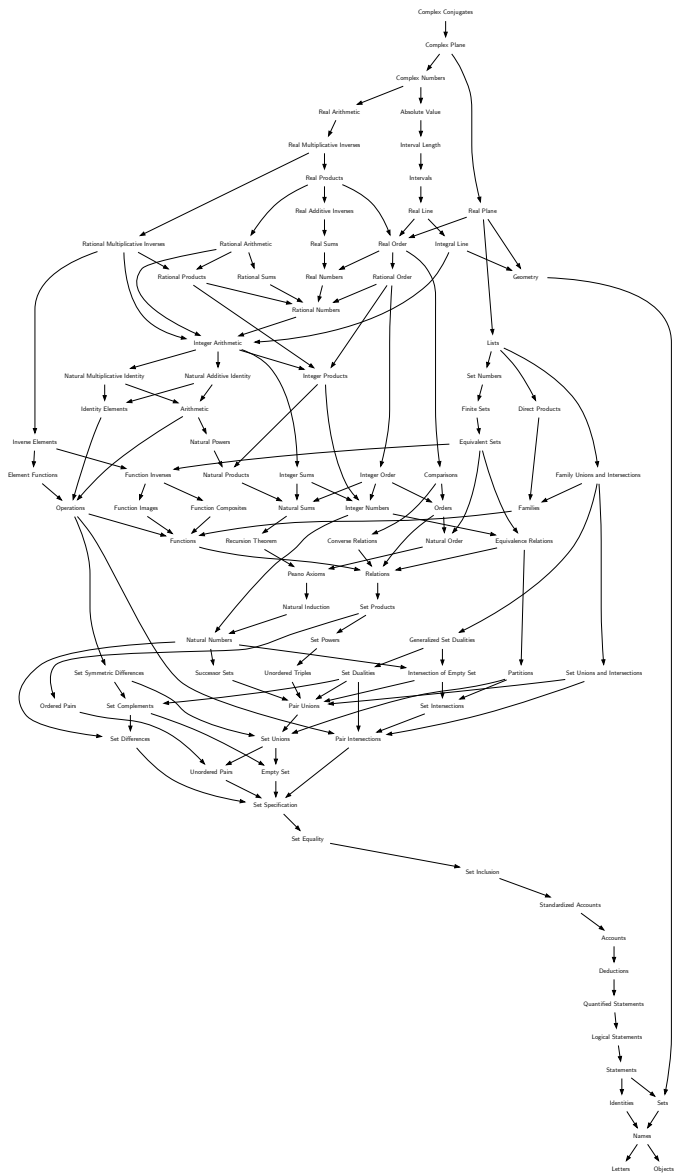 Complex Conjugates
Complex Plane
Complex Numbers
Real Arithmetic
Absolute Value
Real Multiplicative Inverses
Interval Length
Real Products
Intervals
Real Additive Inverses
Real Line
Real Plane
Rational Multiplicative Inverses
Rational Arithmetic
Real Sums
Real Order
Integral Line
Rational Products
Rational Sums
Real Numbers
Rational Order
Geometry
Rational Numbers
Integer Arithmetic
Lists
Natural Multiplicative Identity
Natural Additive Identity
Integer Products
Set Numbers
Identity Elements
Arithmetic
Finite Sets
Direct Products
Inverse Elements
Natural Powers
Equivalent Sets
Element Functions
Function Inverses
Natural Products
Integer Sums
Integer Order
Comparisons
Family Unions and Intersections
Operations
Function Images
Function Composites
Natural Sums
Integer Numbers
Orders
Families
Functions
Recursion Theorem
Converse Relations
Natural Order
Equivalence Relations
Peano Axioms
Relations
Natural Induction
Set Products
Natural Numbers
Set Powers
Generalized Set Dualities
Set Symmetric Differences
Successor Sets
Unordered Triples
Set Dualities
Intersection of Empty Set
Partitions
Set Unions and Intersections
Ordered Pairs
Set Complements
Pair Unions
Set Intersections
Set Differences
Set Unions
Pair Intersections
Unordered Pairs
Empty Set
Set Specification
Set Equality
Set Inclusion
Standardized Accounts
Accounts
Deductions
Quantified Statements
Logical Statements
Statements
Identities
Sets
Names
Letters
Objects